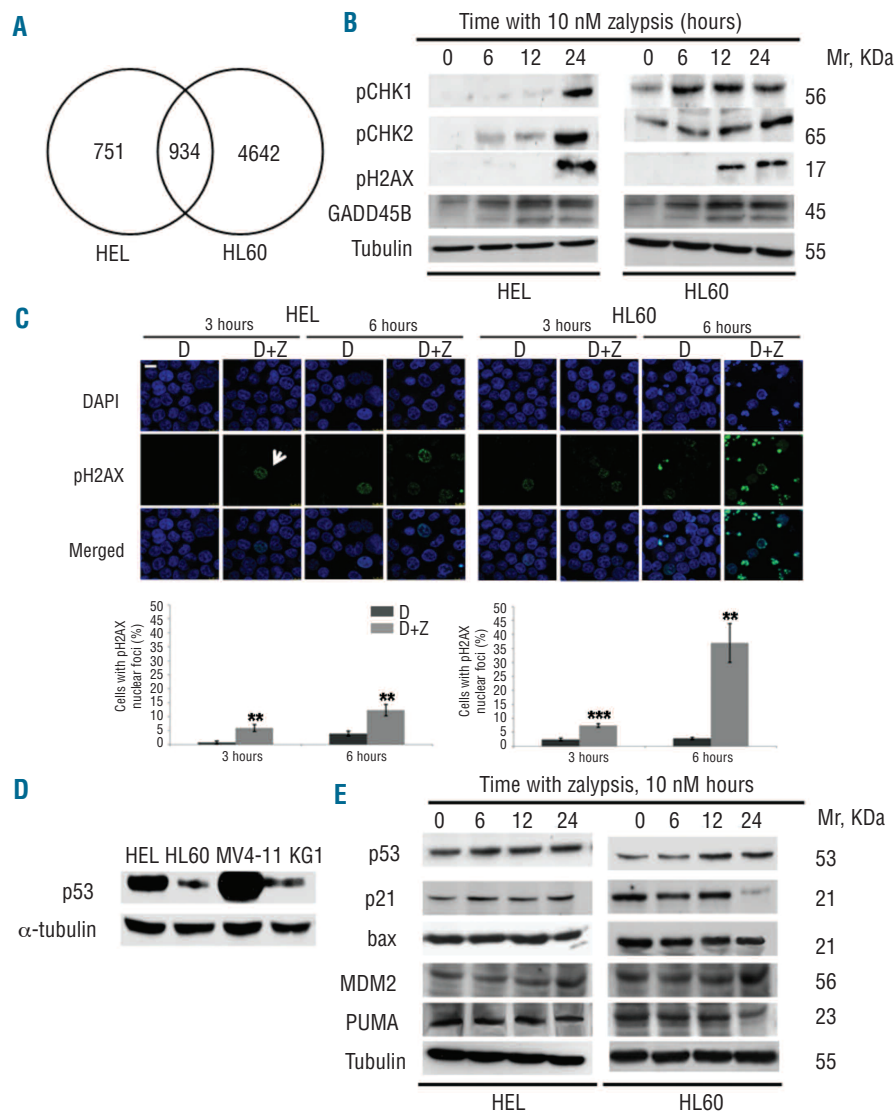 A
751 934 4642
HEL HL60
B
Time with 10 nM zalypsis (hours)
0 6 12 24 0 6 12 24 Mr, KDa
pCHK1 56
pCHK2 65
pH2AX 17
GADD45B 45
Tubulin 55
HEL HL60
C
HEL HL60
3 hours 6 hours 3 hours 6 hours
D D+Z D D+Z D D+Z D D+Z
DAPI
pH2AX
Merged
Cells with pH2AX
nuclear foci (%)
50
45
40
35
30
25
20
15
10
5
0
** **
3 hours 6 hours
D
D+Z
Cells with pH2AX
nuclear foci (%)
50
45
40
35
30
25
20
15
10
5
0
*** **
3 hours 6 hours
D
HEL HL60 MV4-11 KG1
p53
α-tubulin
E
Time with zalypsis, 10 nM hours
0 6 12 24 0 6 12 24 Mr, KDa
p53 53
p21 21
bax 21
MDM2 56
PUMA 23
Tubulin 55
HEL HL60